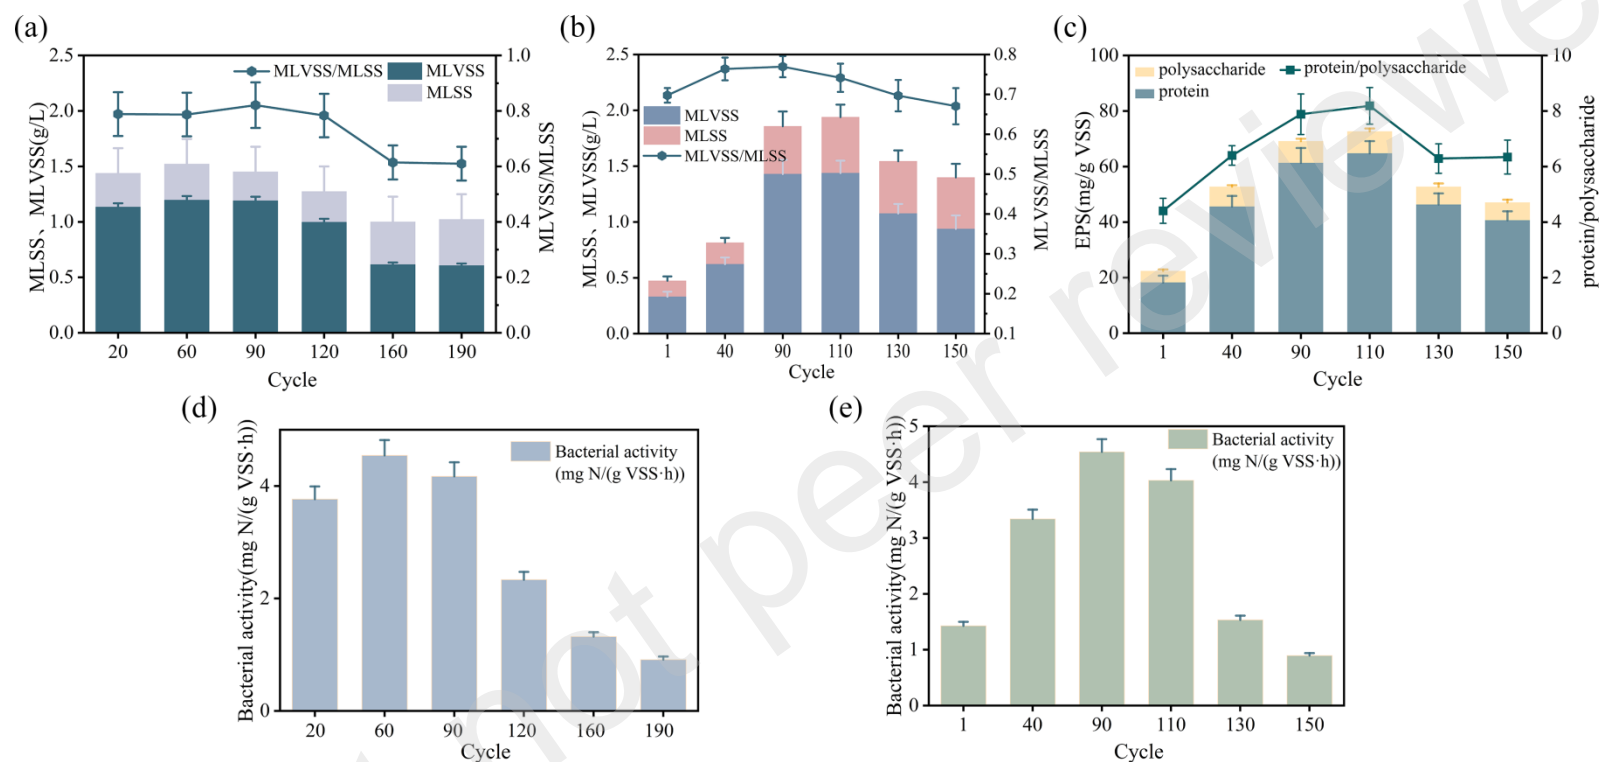 (a)
2.5
2.0
1.5
1.0
0.5
0.0
MLSS、MLVSS(g/L)
1.0
0.8
0.6
0.4
0.2
0.0
MLVSS/MLSS
MLVSS/MLSS
MLVSS
MLSS
20 60 90 120 160 190
Cycle
(b)
2.5
2.0
1.5
1.0
0.5
0.0
MLSS、MLVSS(g/L)
0.8
0.7
0.6
0.5
0.4
0.3
0.2
0.1
MLVSS/MLSS
MLVSS
MLSS
MLVSS/MLSS
1 40 90 110 130 150
Cycle
(c)
100
80
60
40
20
0
EPS(mg/g VSS)
10
8
6
4
2
0
protein/polysaccharide
polysaccharide
protein
protein/polysaccharide
1 40 90 110 130 150
Cycle
(d)
4
2
0
Bacterial activity(mg N/(g VSS·h))
Bacterial activity
(mg N/(g VSS·h))
20 60 90 120 160 190
Cycle
(e)
5
4
3
2
1
0
Bacterial activity(mg N/(g VSS·h))
Bacterial activity
(mg N/(g VSS·h))
1 40 90 110 130 150
Cycle
not peer reviewe